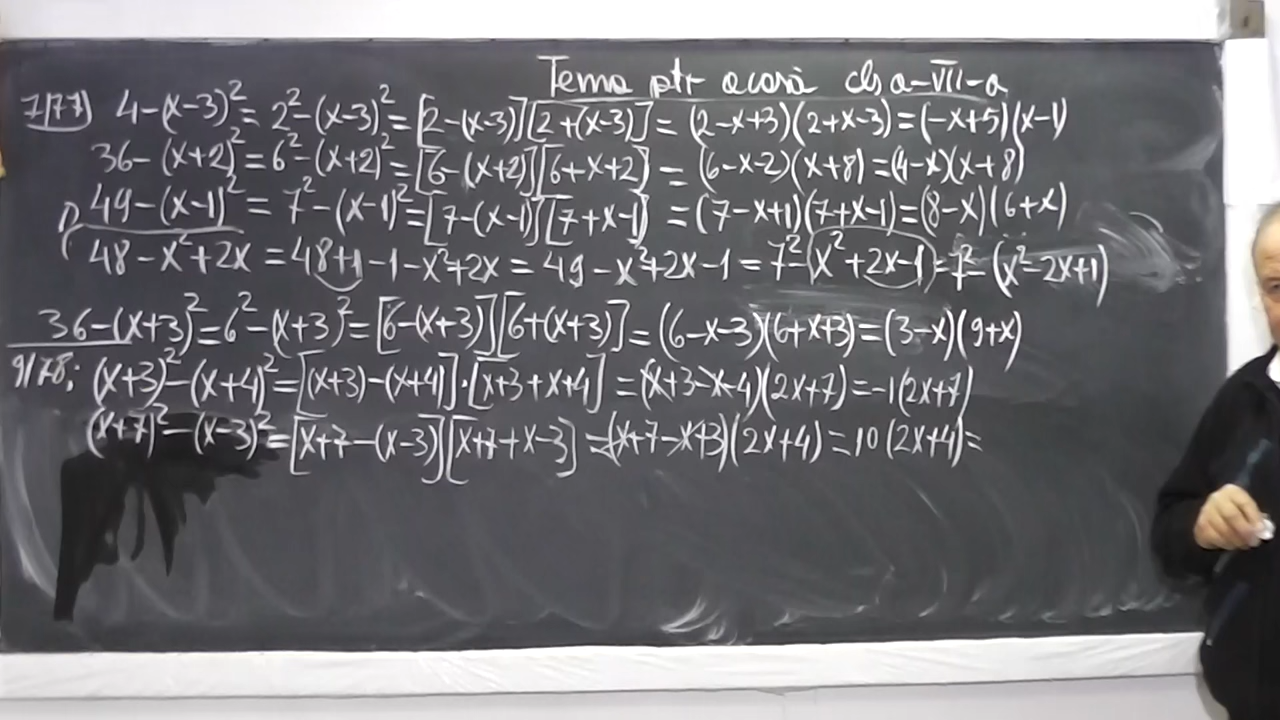 Tema ptr acasă cls a-VII-a
7/77) 4-(x-3)² = 2²-(x-3)² = [2-(x-3)][2+(x-3)] = (2-x+3)(2+x-3) = (-x+5)(x-1)
36-(x+2)² = 6²-(x+2)² = [6-(x+2)][6+x+2] = (6-x-2)(x+8) = (4-x)(x+8)
49-(x-1)² = 7²-(x-1)² = [7-(x-1)][7+x-1] = (7-x+1)(7+x-1) = (8-x)(6+x)
48-x²+2x = 48+1-1-x²+2x = 49-x²+2x-1 = 7²-(x²+2x-1) = 7²-(x²-2x+1)
36-(x+3)² = 6²-(x+3)² = [6-(x+3)][6+(x+3)] = (6-x-3)(6+x+3) = (3-x)(9+x)
9/78; (x+3)²-(x+4)² = [(x+3)-(x+4)]·[x+3+x+4] = (x+3-x-4)(2x+7) = -1(2x+7)
(x+7)²-(x-3)² = [x+7-(x-3)][x+7+x-3] = (x+7-x+3)(2x+4) = 10(2x+4) =